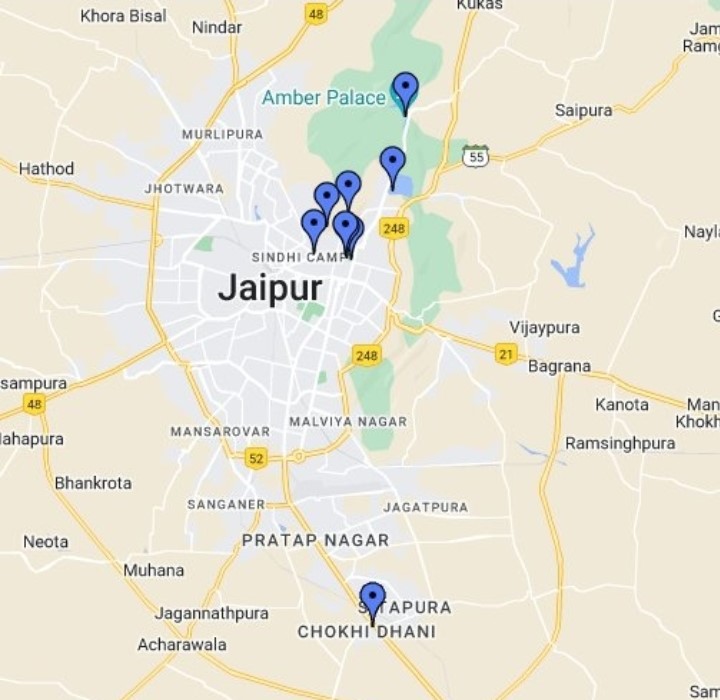 Khora Bisal
48
Kukas
Nindar
Jam
Ramg
Amber Palace
Saipura
MURLIPURA
55
Hathod
JHOTWARA
248
Nayla
SINDHI CAMP
Jaipur
Vijaypura
248
21
Bagrana
sampura
48
Kanota
Man
Khokh
MALVIYA NAGAR
MANSAROVAR
Mahapura
Ramsinghpura
52
Bhankrota
SANGANER
JAGATPURA
Neota
PRATAP NAGAR
Muhana
Jagannathpura
SITAPURA
CHOKHI DHANI
Acharawala
Sam